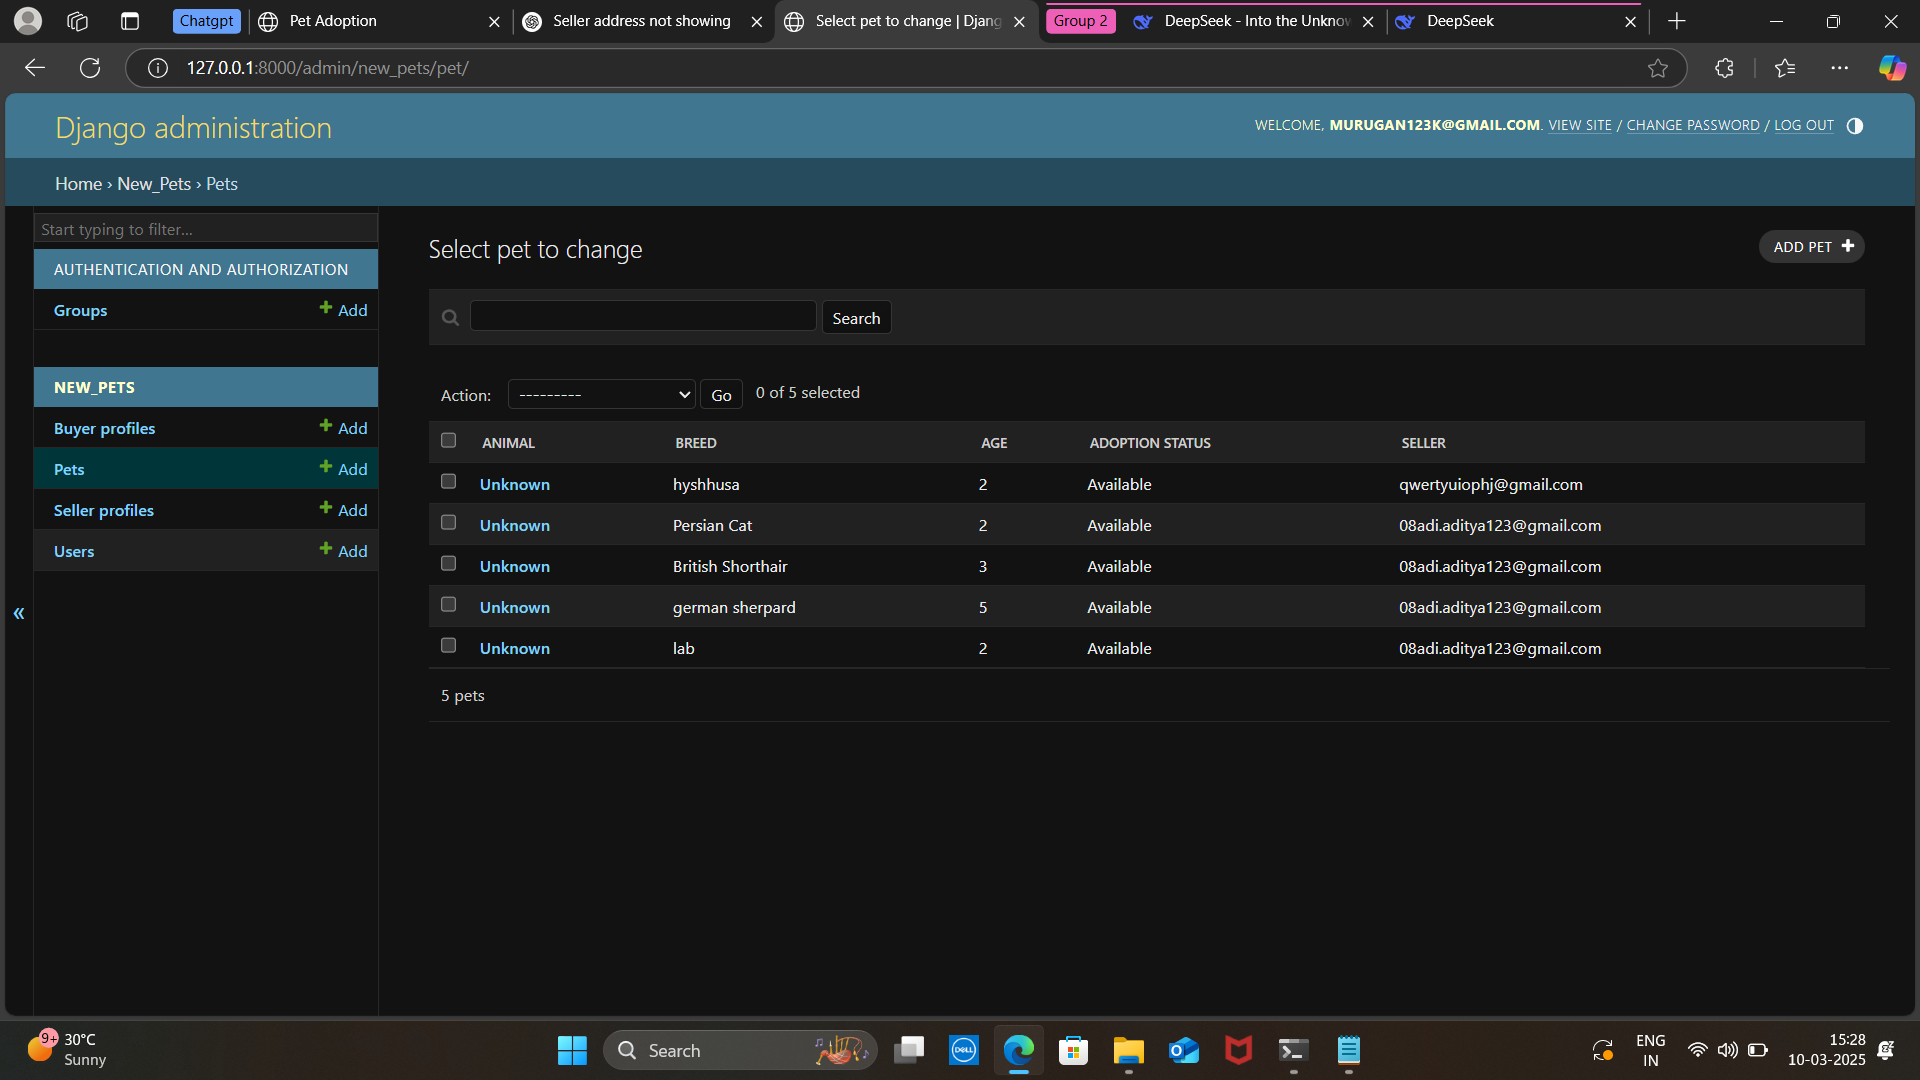 Chatgpt
Pet Adoption
Seller address not showing
Select pet to change | Djang
Group 2
DeepSeek - Into the Unkno
DeepSeek
127.0.0.1:8000/admin/new_pets/pet/
Django administration
WELCOME, MURUGAN123K@GMAIL.COM. VIEW SITE / CHANGE PASSWORD / LOG OUT
Home › New_Pets › Pets
Start typing to filter...
AUTHENTICATION AND AUTHORIZATION
Groups + Add
NEW_PETS
Buyer profiles + Add
Pets + Add
Seller profiles + Add
Users + Add
«
Select pet to change
ADD PET +
Search
Action: --------- Go 0 of 5 selected
ANIMAL BREED AGE ADOPTION STATUS SELLER
Unknown hyshhusa 2 Available qwertyuiophj@gmail.com
Unknown Persian Cat 2 Available 08adi.aditya123@gmail.com
Unknown British Shorthair 3 Available 08adi.aditya123@gmail.com
Unknown german sherpard 5 Available 08adi.aditya123@gmail.com
Unknown lab 2 Available 08adi.aditya123@gmail.com
5 pets
9+
30°C
Sunny
Search
DELL
ENG
IN
15:28
10-03-2025